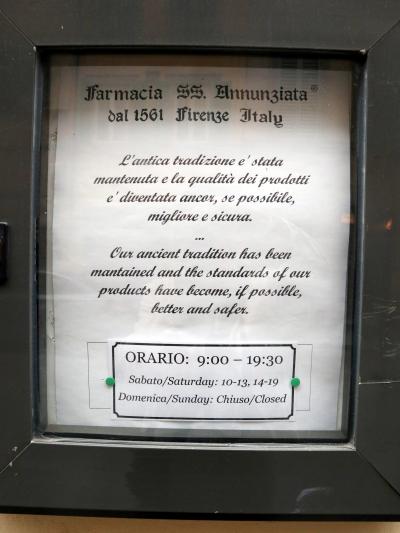 Farmacia SS. Annunziata®
dal 1561 Firenze Italy
L'antica tradizione e' stata
mantenuta e la qualità dei prodotti
e' diventata ancor, se possibile,
migliore e sicura.
...
Our ancient tradition has been
mantained and the standards of our
products have become, if possible,
better and safer.
ORARIO: 9:00 – 19:30
Sabato/Saturday: 10-13, 14-19
Domenica/Sunday: Chiuso/Closed